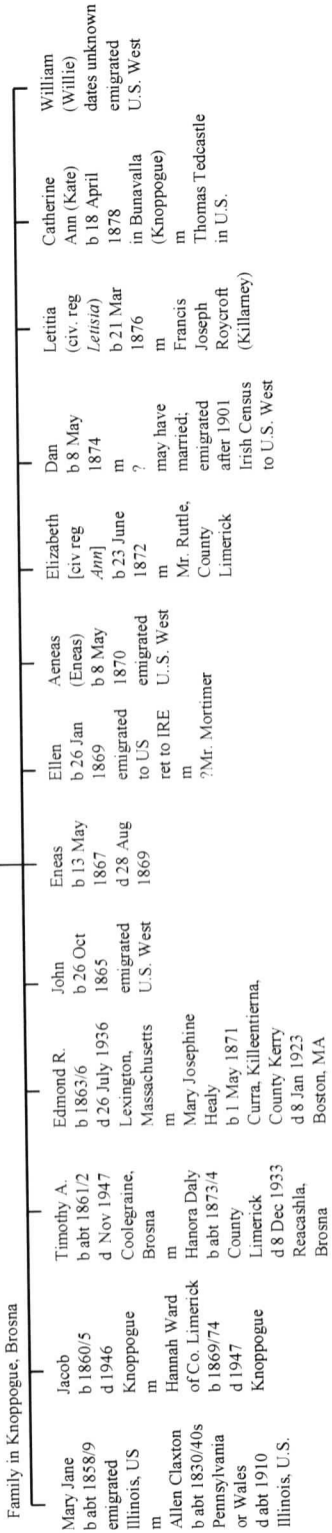 Family in Knoppogue, Brosna
Mary Jane
b abt 1858/9
emigrated
Illinois, US
m
Allen Claxton
b abt 1830/40s
Pennsylvania
or Wales
d abt 1910
Illinois, U.S.
Jacob
b 1860/5
d 1946
Knoppogue
m
Hannah Ward
of Co. Limerick
b 1869/74
d 1947
Knoppogue
Timothy A.
b abt 1861/2
d Nov 1947
Coolegraine,
Brosna
m
Hanora Daly
b abt 1873/4
County
Limerick
d 8 Dec 1933
Reacashla,
Brosna
Edmond R.
b 1863/6
d 26 July 1936
Lexington,
Massachusetts
m
Mary Josephine
Healy
b 1 May 1871
Curra, Killeentierna,
County Kerry
d 8 Jan 1923
Boston, MA
John
b 26 Oct
1865
emigrated
U.S. West
Eneas
b 13 May
1867
d 28 Aug
1869
Ellen
b 26 Jan
1869
emigrated
to US
ret to IRE
m
?Mr. Mortimer
Aeneas
(Eneas)
b 8 May
1870
emigrated
U..S. West
Elizabeth
[civ reg
Ann]
b 23 June
1872
m
Mr. Ruttle,
County
Limerick
Dan
b 8 May
1874
m
?
may have
married;
emigrated
after 1901
Irish Census
to U.S. West
Letitia
(civ. reg
Letisia)
b 21 Mar
1876
m
Francis
Joseph
Roycroft
(Killarney)
Catherine
Ann (Kate)
b 18 April
1878
in Bunavalla
(Knoppogue)
m
Thomas Tedcastle
in U.S.
William
(Willie)
dates unknown
emigrated
U.S. West